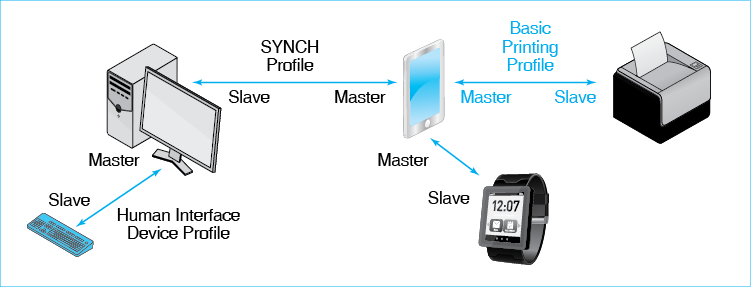 SYNCH
Profile
Slave
Master
Basic
Printing
Profile
Master
Slave
Master
Slave
Human Interface
Device Profile
Master
Slave
12:07